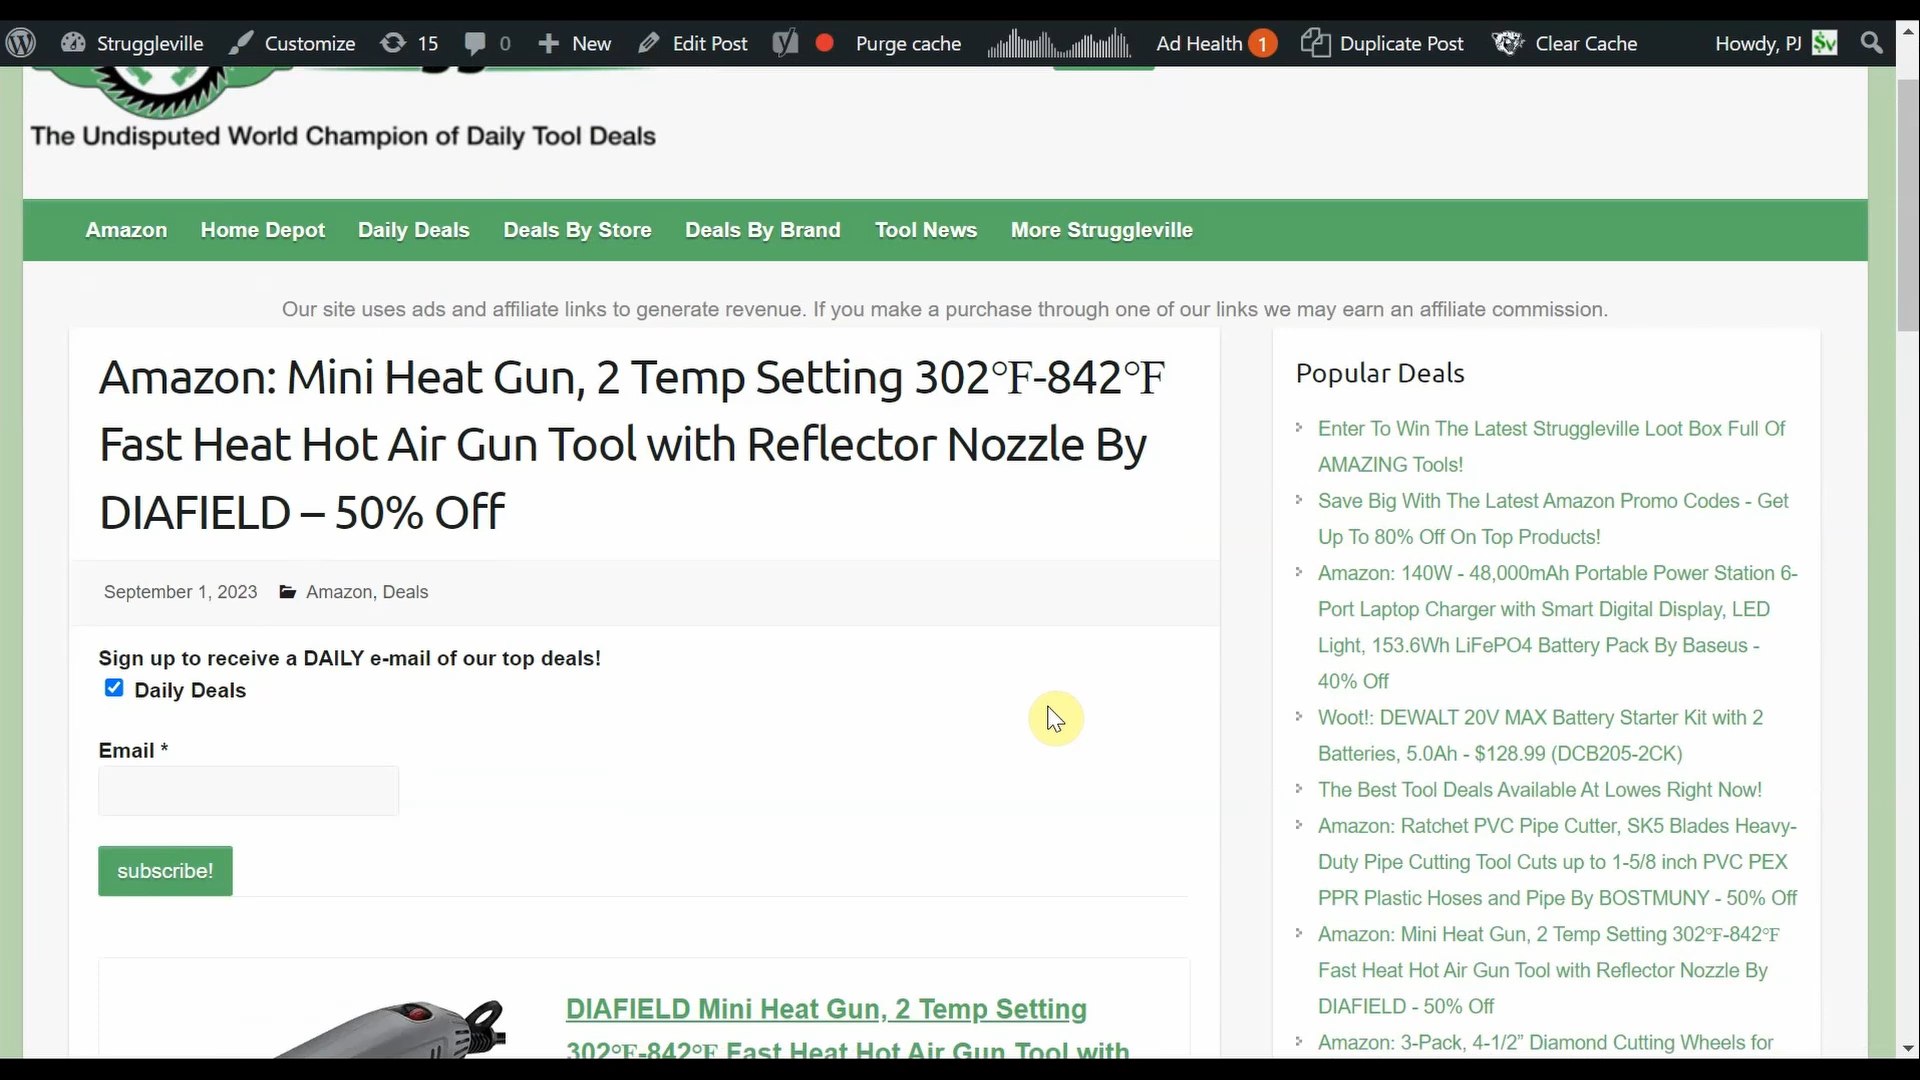 Struggleville Customize 15 0 New Edit Post Purge cache Ad Health 1 Duplicate Post Clear Cache Howdy, PJ $v
The Undisputed World Champion of Daily Tool Deals
Amazon Home Depot Daily Deals Deals By Store Deals By Brand Tool News More Struggleville
Our site uses ads and affiliate links to generate revenue. If you make a purchase through one of our links we may earn an affiliate commission.
Amazon: Mini Heat Gun, 2 Temp Setting 302℉-842℉
Fast Heat Hot Air Gun Tool with Reflector Nozzle By
DIAFIELD – 50% Off
September 1, 2023 Amazon, Deals
Sign up to receive a DAILY e-mail of our top deals!
Daily Deals
Email *
subscribe!
DIAFIELD Mini Heat Gun, 2 Temp Setting
302℉-842℉ Fast Heat Hot Air Gun Tool with
Popular Deals
Enter To Win The Latest Struggleville Loot Box Full Of
AMAZING Tools!
Save Big With The Latest Amazon Promo Codes - Get
Up To 80% Off On Top Products!
Amazon: 140W - 48,000mAh Portable Power Station 6-
Port Laptop Charger with Smart Digital Display, LED
Light, 153.6Wh LiFePO4 Battery Pack By Baseus -
40% Off
Woot!: DEWALT 20V MAX Battery Starter Kit with 2
Batteries, 5.0Ah - $128.99 (DCB205-2CK)
The Best Tool Deals Available At Lowes Right Now!
Amazon: Ratchet PVC Pipe Cutter, SK5 Blades Heavy-
Duty Pipe Cutting Tool Cuts up to 1-5/8 inch PVC PEX
PPR Plastic Hoses and Pipe By BOSTMUNY - 50% Off
Amazon: Mini Heat Gun, 2 Temp Setting 302℉-842℉
Fast Heat Hot Air Gun Tool with Reflector Nozzle By
DIAFIELD - 50% Off
Amazon: 3-Pack, 4-1/2” Diamond Cutting Wheels for